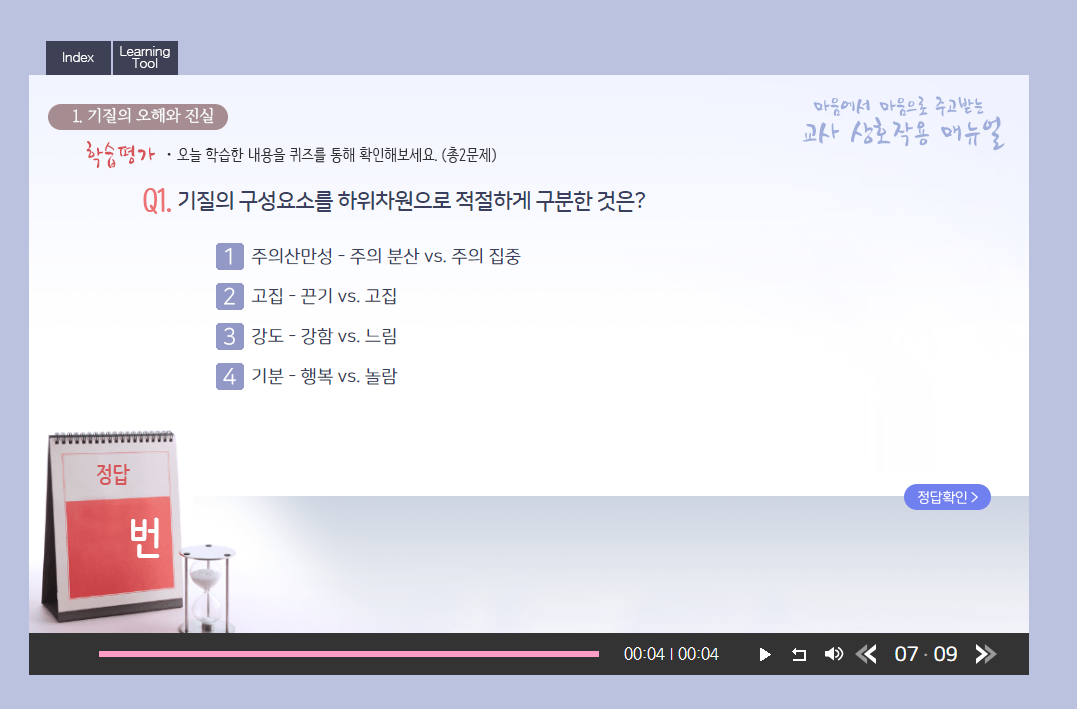 Index
Learning
Tool
1. 기질의 오해와 진실
마음에서 마음으로 주고받는
교사 상호작용 매뉴얼
학습평가 · 오늘 학습한 내용을 퀴즈를 통해 확인해보세요. (총2문제)
Q1. 기질의 구성요소를 하위차원으로 적절하게 구분한 것은?
1 주의산만성 - 주의 분산 vs. 주의 집중
2 고집 - 끈기 vs. 고집
3 강도 - 강함 vs. 느림
4 기분 - 행복 vs. 놀람
정답
번
정답확인 >
00:04 | 00:04
07 · 09